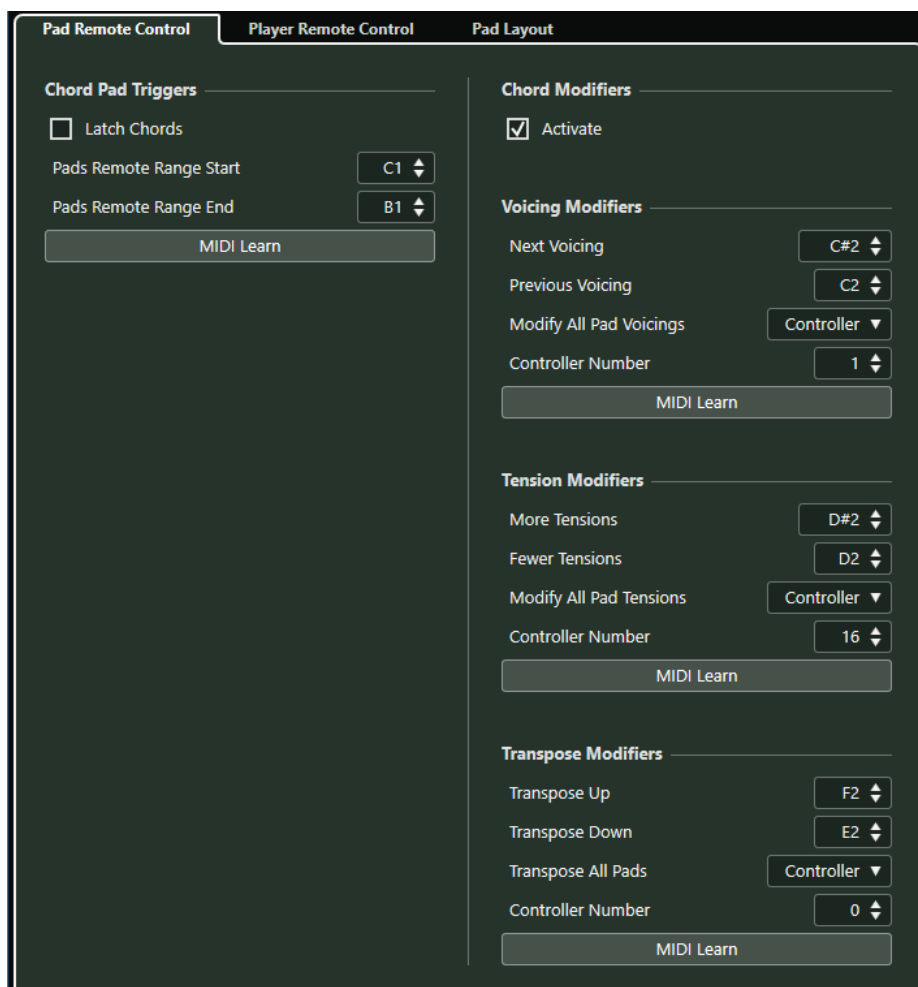 Pad Remote Control
Player Remote Control
Pad Layout
Chord Pad Triggers
Latch Chords
Pads Remote Range Start C1
Pads Remote Range End B1
MIDI Learn
Chord Modifiers
Activate
Voicing Modifiers
Next Voicing C#2
Previous Voicing C2
Modify All Pad Voicings Controller
Controller Number 1
MIDI Learn
Tension Modifiers
More Tensions D#2
Fewer Tensions D2
Modify All Pad Tensions Controller
Controller Number 16
MIDI Learn
Transpose Modifiers
Transpose Up F2
Transpose Down E2
Transpose All Pads Controller
Controller Number 0
MIDI Learn